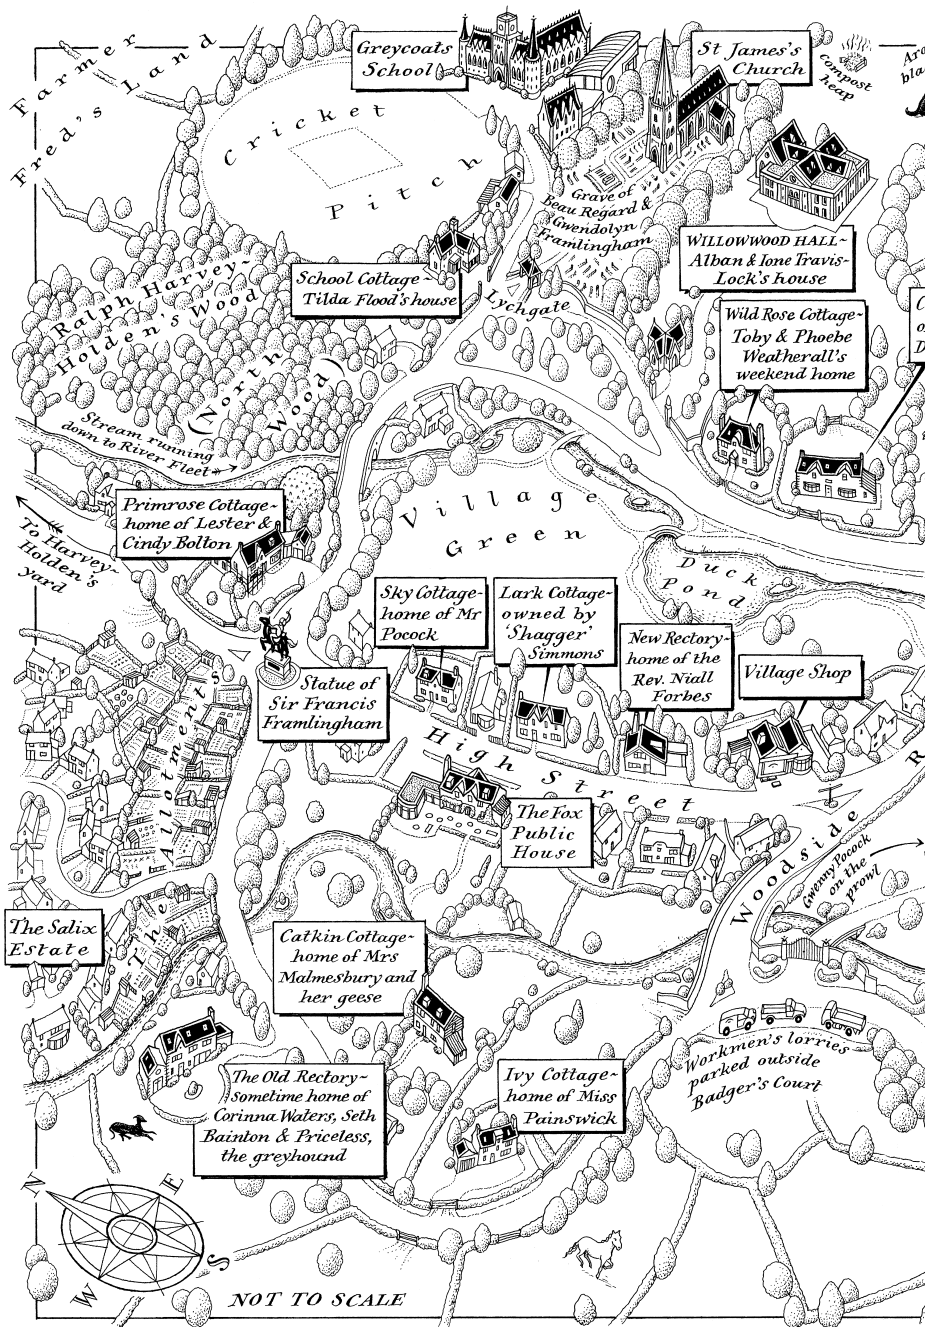 Farmer
Fred's Land
Greycoats
School
St James's
Church
compost
heap
Cricket
Pitch
Grave of
Beau Regard &
Gwendolyn
Framlingham
WILLOWWOOD HALL-
Alban & Ione Travis-
Lock's house
School Cottage-
Tilda Flood's house
Lychgate
Ralph Harvey-
Holden's Wood
(North
Wood)
Wild Rose Cottage-
Toby & Phoebe
Weatherall's
weekend home
Stream running
down to River Fleet
Primrose Cottage-
home of Lester &
Cindy Bolton
To Harvey-
Holden's
yard
Village
Green
Duck
Pond
Sky Cottage-
home of Mr
Pocock
Lark Cottage-
owned by
'Shagger'
Simmons
New Rectory-
home of the
Rev. Niall
Forbes
Village Shop
Statue of
Sir Francis
Framlingham
High Street
The Allotments
The Fox
Public
House
Woodside R
Gwenny Pocock
on the
prowl
The Salix
Estate
Catkin Cottage-
home of Mrs
Malmesbury and
her geese
Workmen's lorries
parked outside
Badger's Court
The Old Rectory-
sometime home of
Corinna Waters, Seth
Bainton & Priceless,
the greyhound
Ivy Cottage-
home of Miss
Painswick
N
E
S
W
NOT TO SCALE